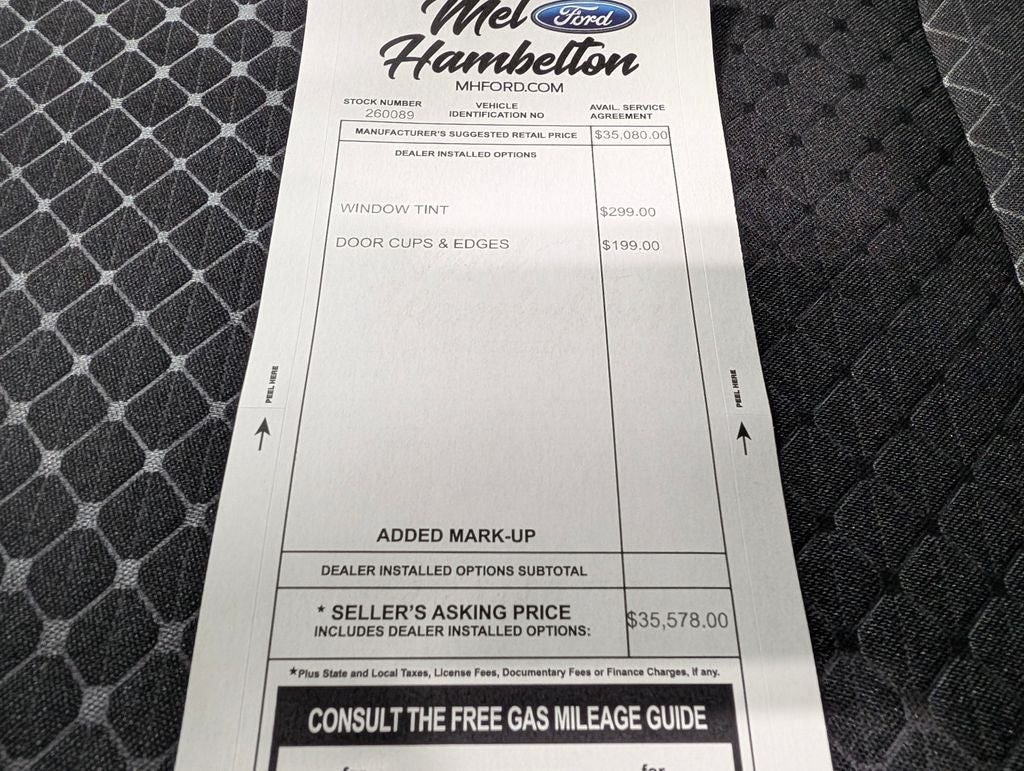 Mel Ford
Hambelton
MHFORD.COM
STOCK NUMBER VEHICLE IDENTIFICATION NO AVAIL. SERVICE AGREEMENT
260089
MANUFACTURER'S SUGGESTED RETAIL PRICE $35,080.00
DEALER INSTALLED OPTIONS
WINDOW TINT $299.00
DOOR CUPS & EDGES $199.00
PEEL HERE PEEL HERE
ADDED MARK-UP
DEALER INSTALLED OPTIONS SUBTOTAL
* SELLER'S ASKING PRICE $35,578.00
INCLUDES DEALER INSTALLED OPTIONS:
*Plus State and Local Taxes, License Fees, Documentary Fees or Finance Charges, If any.
CONSULT THE FREE GAS MILEAGE GUIDE